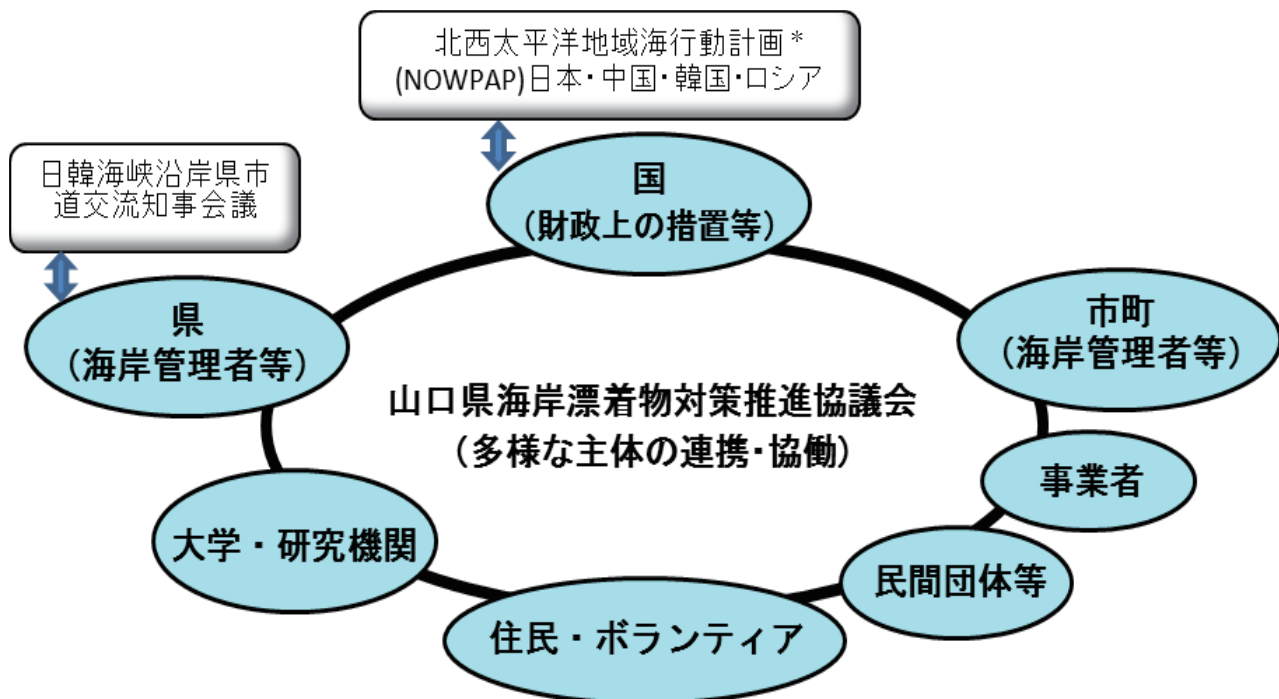 北西太平洋地域海行動計画*
(NOWPAP)日本・中国・韓国・ロシア
日韓海峡沿岸県市
道交流知事会議
国
(財政上の措置等)
県
(海岸管理者等)
市町
(海岸管理者等)
山口県海岸漂着物対策推進協議会
(多様な主体の連携・協働)
事業者
大学・研究機関
民間団体等
住民・ボランティア